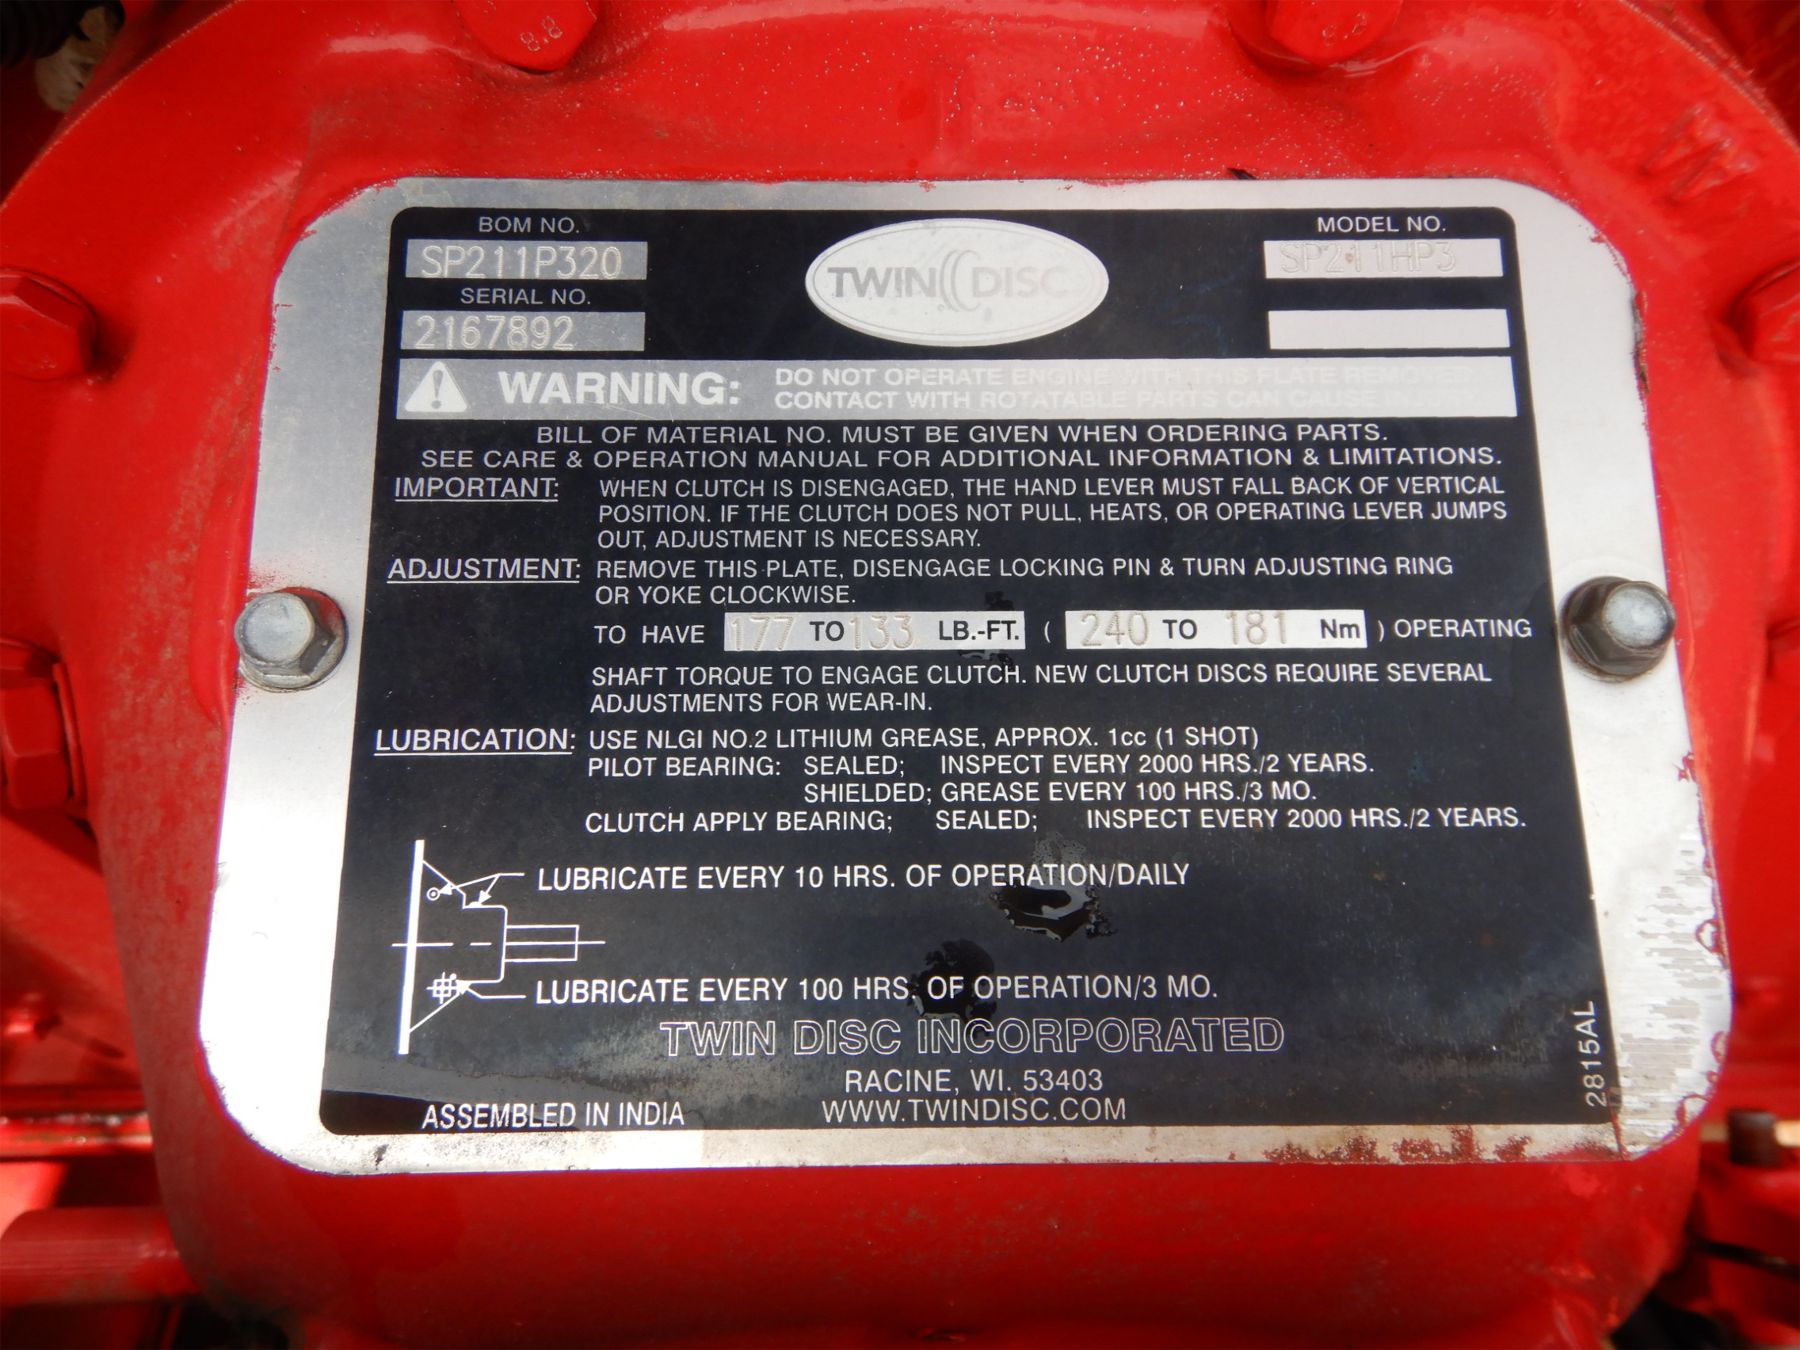 8.8
BOM NO.
SP211P320
SERIAL NO.
2167892
TWIN DISC
MODEL NO.
SP211HP3
WARNING: DO NOT OPERATE ENGINE WITH THIS PLATE REMOVED
CONTACT WITH ROTATABLE PARTS CAN CAUSE
BILL OF MATERIAL NO. MUST BE GIVEN WHEN ORDERING PARTS.
SEE CARE & OPERATION MANUAL FOR ADDITIONAL INFORMATION & LIMITATIONS.
IMPORTANT: WHEN CLUTCH IS DISENGAGED, THE HAND LEVER MUST FALL BACK OF VERTICAL
POSITION. IF THE CLUTCH DOES NOT PULL, HEATS, OR OPERATING LEVER JUMPS
OUT, ADJUSTMENT IS NECESSARY.
ADJUSTMENT: REMOVE THIS PLATE, DISENGAGE LOCKING PIN & TURN ADJUSTING RING
OR YOKE CLOCKWISE.
TO HAVE 177 TO 133 LB.-FT. ( 240 TO 181 Nm ) OPERATING
SHAFT TORQUE TO ENGAGE CLUTCH. NEW CLUTCH DISCS REQUIRE SEVERAL
ADJUSTMENTS FOR WEAR-IN.
LUBRICATION: USE NLGI NO.2 LITHIUM GREASE, APPROX. 1cc (1 SHOT)
PILOT BEARING: SEALED; INSPECT EVERY 2000 HRS./2 YEARS.
SHIELDED; GREASE EVERY 100 HRS./3 MO.
CLUTCH APPLY BEARING; SEALED; INSPECT EVERY 2000 HRS./2 YEARS.
LUBRICATE EVERY 10 HRS. OF OPERATION/DAILY
LUBRICATE EVERY 100 HRS. OF OPERATION/3 MO.
TWIN DISC INCORPORATED
RACINE, WI. 53403
ASSEMBLED IN INDIA WWW.TWINDISC.COM
2815AL